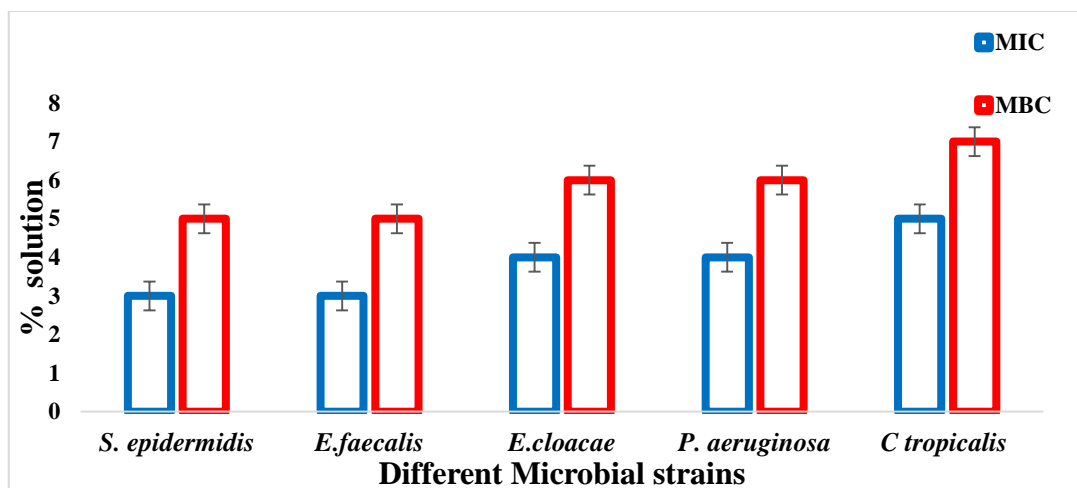 MIC
MBC
8
7
6
5
4
3
2
1
0
% solution
S. epidermidis
E.faecalis
E.cloacae
P. aeruginosa
C tropicalis
Different Microbial strains